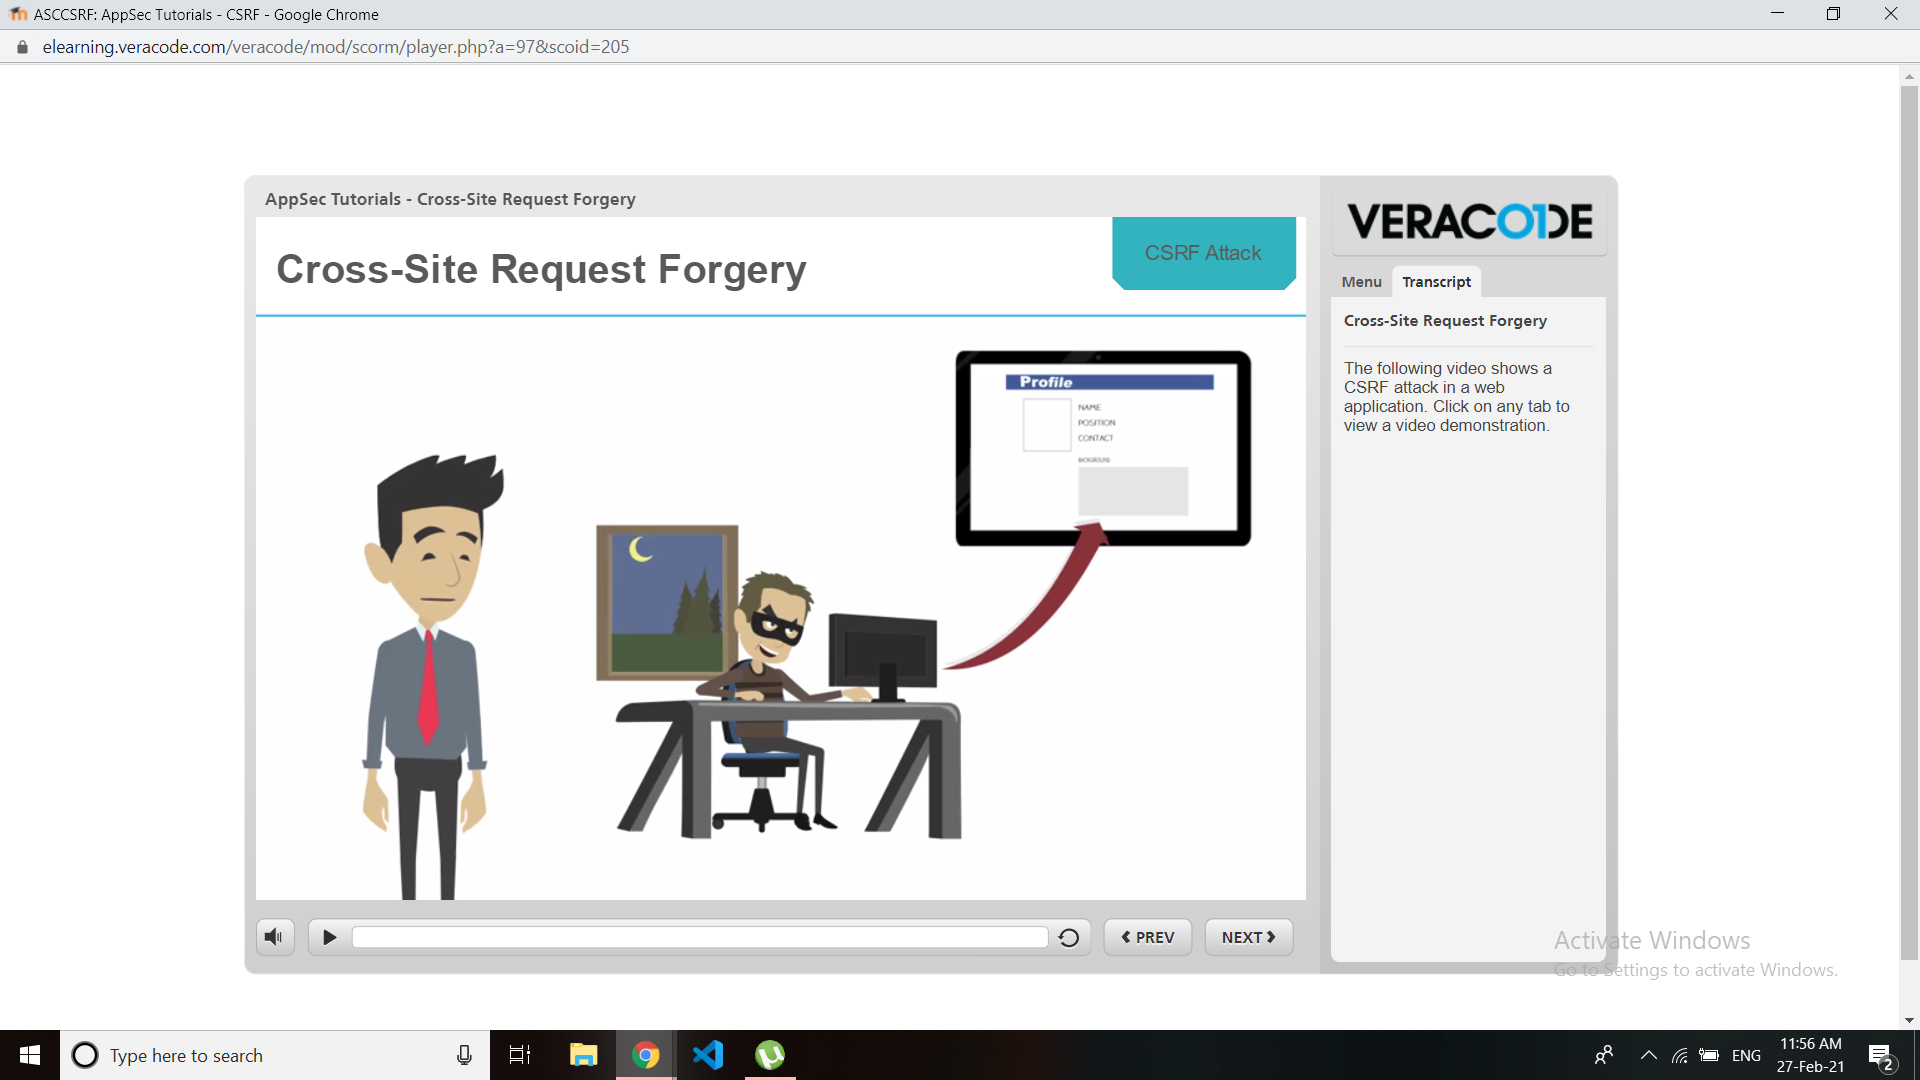 ASCCSRF: AppSec Tutorials - CSRF - Google Chrome
elearning.veracode.com/veracode/mod/scorm/player.php?a=97&scoid=205
AppSec Tutorials - Cross-Site Request Forgery
Cross-Site Request Forgery
CSRF Attack
Profile
NAME
POSITION
CONTACT
BACKGROUND
VERACODE
Menu
Transcript
Cross-Site Request Forgery
The following video shows a
CSRF attack in a web
application. Click on any tab to
view a video demonstration.
PREV
NEXT
Activate Windows
Go to Settings to activate Windows.
Type here to search
ENG
11:56 AM
27-Feb-21
2